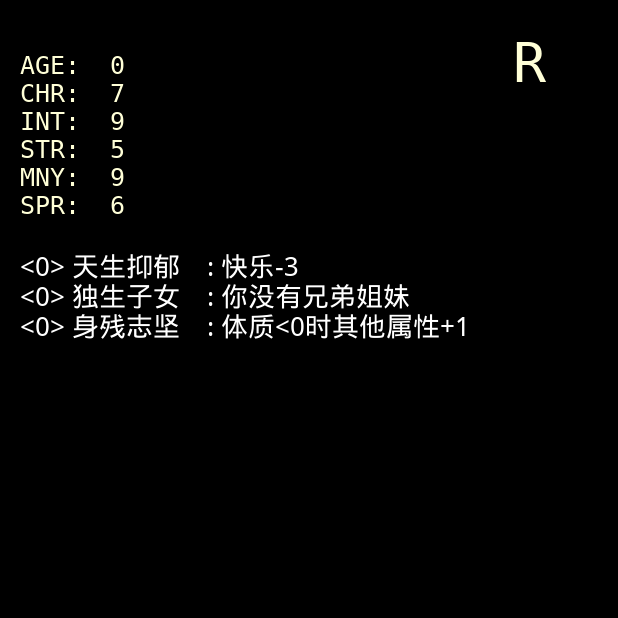 R
AGE: 0
CHR: 7
INT: 9
STR: 5
MNY: 9
SPR: 6
<0> 天生抑郁 : 快乐-3
<0> 独生子女 : 你没有兄弟姐妹
<0> 身残志坚 : 体质<0时其他属性+1